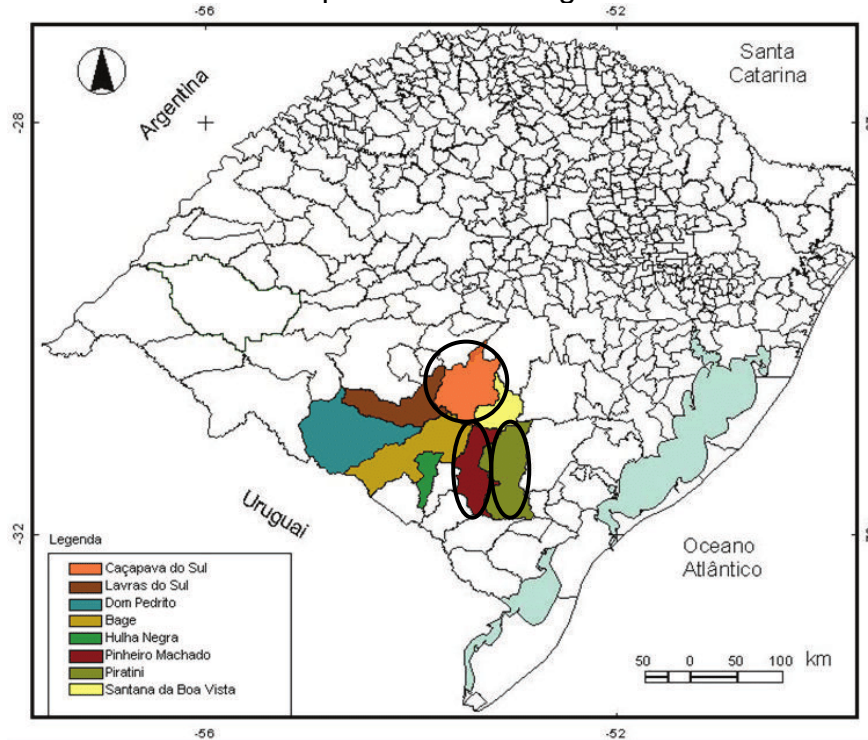 -56
-52
Santa
Catarina
Argentina
-28
Uruguai
-32
Oceano
Atlântico
Legenda
Caçapava do Sul
Lavras do Sul
Dom Pedrito
Bage
Hulha Negra
Pinheiro Machado
Piratini
Santana da Boa Vista
50 0 50 100 km
-56
-52